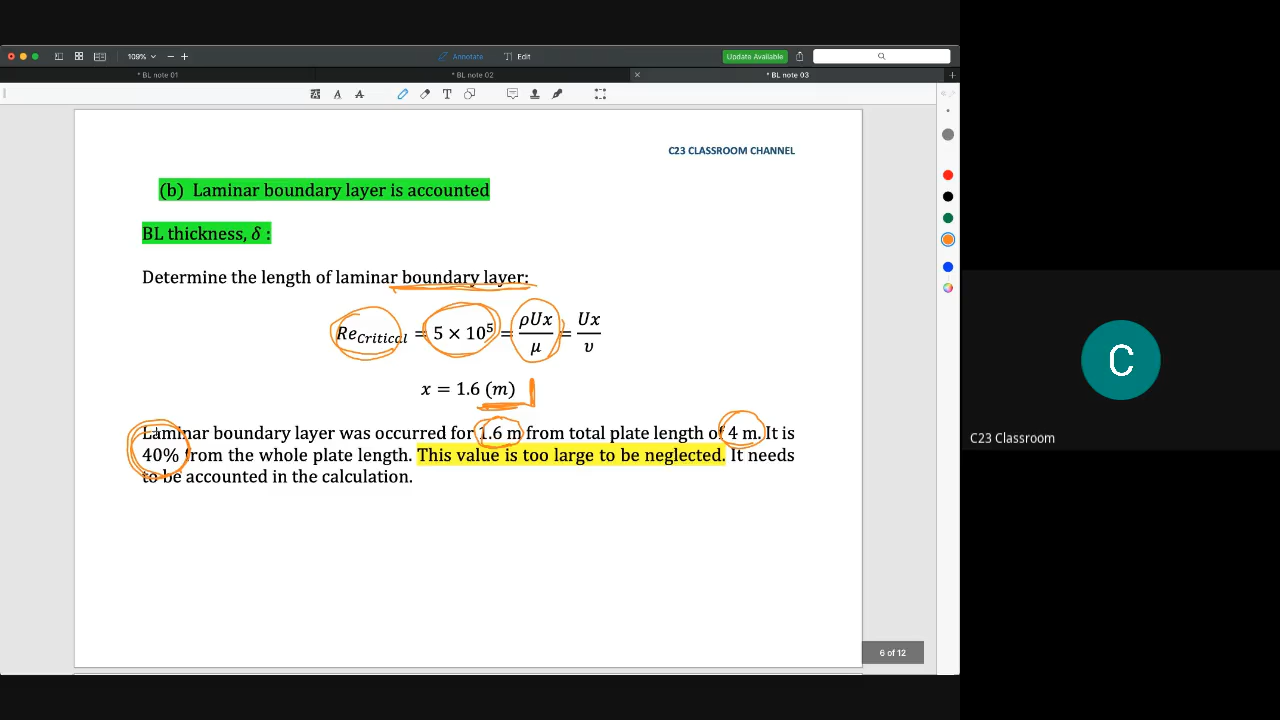 109%
Annotate
Edit
Update Available
* BL note 01
* BL note 02
* BL note 03
C23 CLASSROOM CHANNEL
(b) Laminar boundary layer is accounted
BL thickness, δ :
Determine the length of laminar boundary layer:
Re_Critical = 5 × 10⁵ = ρUx/μ = Ux/υ
x = 1.6 (m)
Laminar boundary layer was occurred for 1.6 m from total plate length of 4 m. It is
40% from the whole plate length. This value is too large to be neglected. It needs
to be accounted in the calculation.
6 of 12
C
C23 Classroom